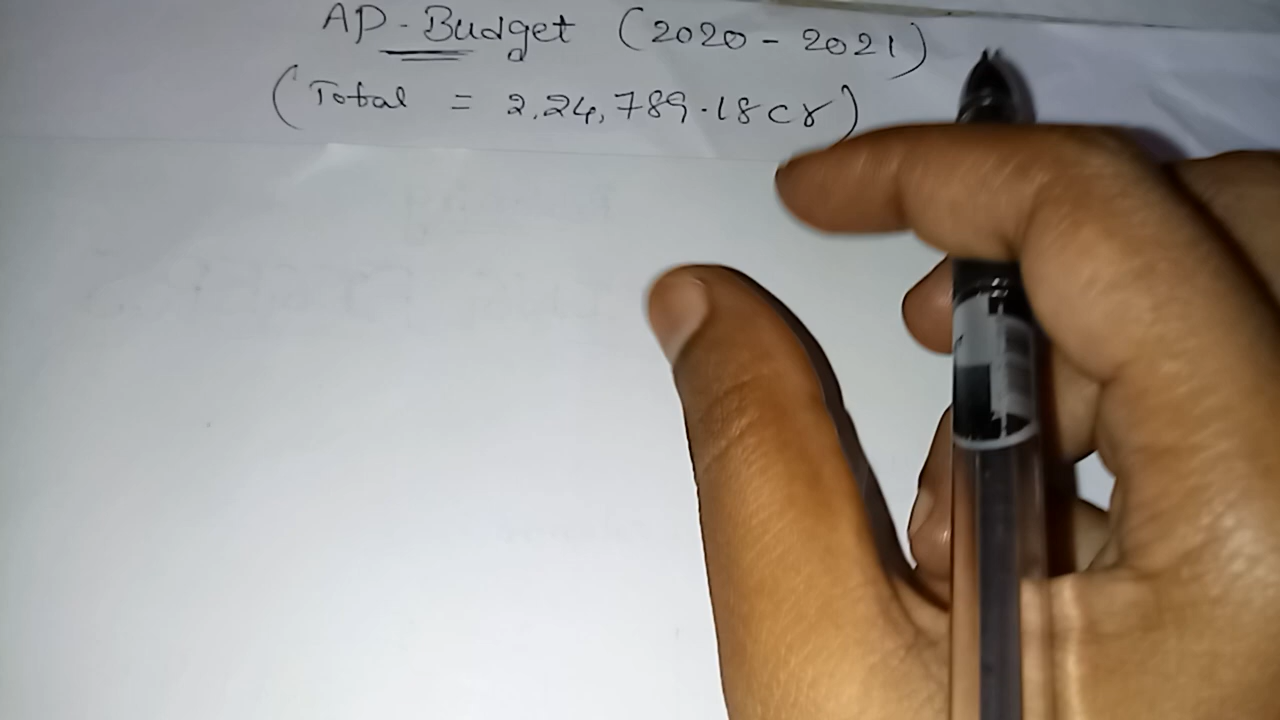 AP - Budget (2020 - 2021)
(Total = 2,24,789.18cr)